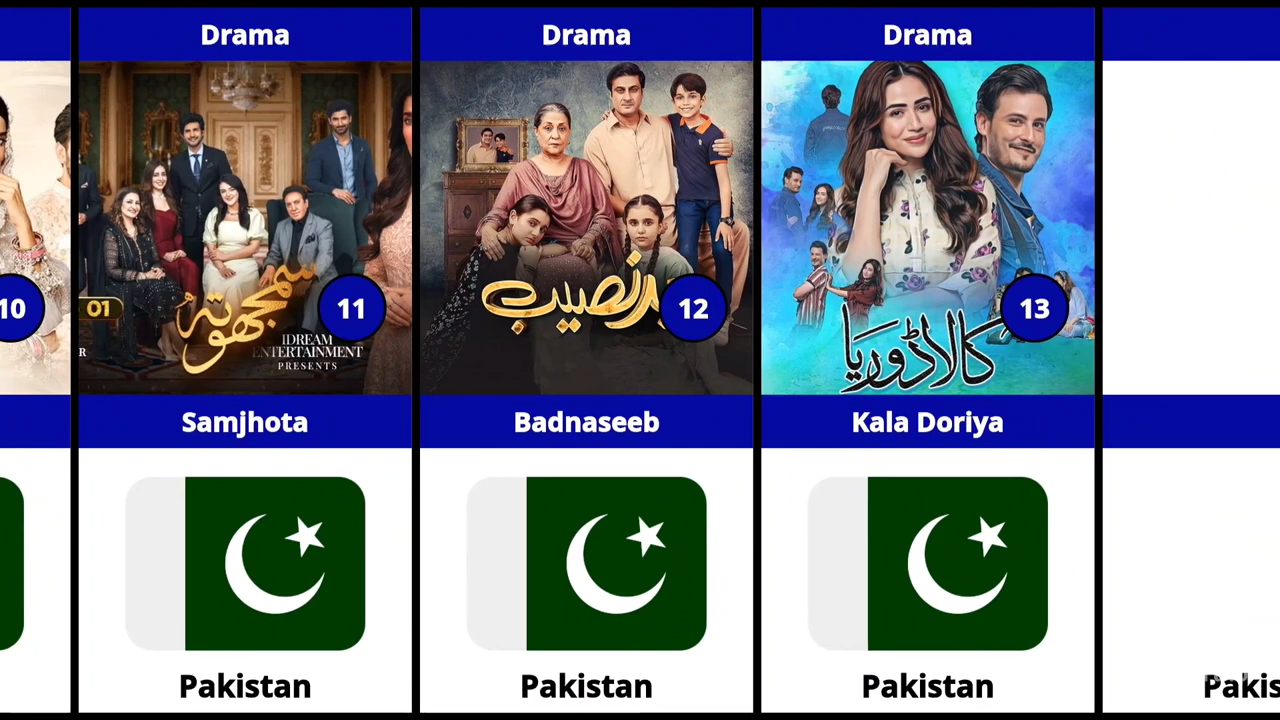 Drama
Drama
Drama
10
01
سمجھوتہ
11
IDREAM
ENTERTAINMENT
PRESENTS
R
بدنصیب
12
کالا ڈوریا
13
Samjhota
Badnaseeb
Kala Doriya
Pakistan
Pakistan
Pakistan
Pakis